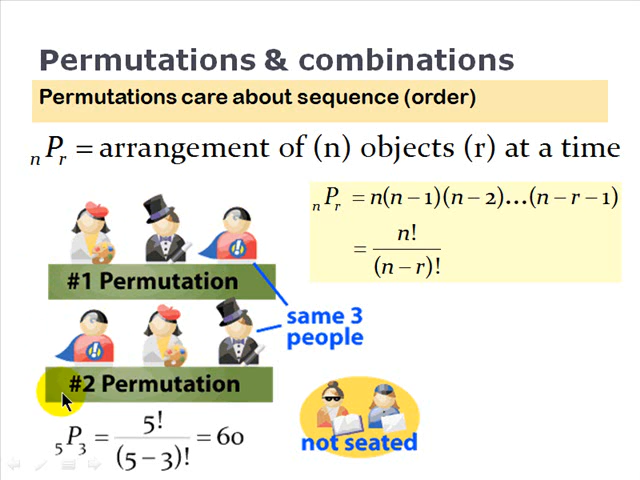 Permutations & combinations
Permutations care about sequence (order)
ₙPᵣ = arrangement of (n) objects (r) at a time
ₙPᵣ = n(n − 1)(n − 2)…(n − r − 1)
= n! / (n − r)!
#1 Permutation
same 3
people
#2 Permutation
₅P₃ = 5! / (5 − 3)! = 60
not seated